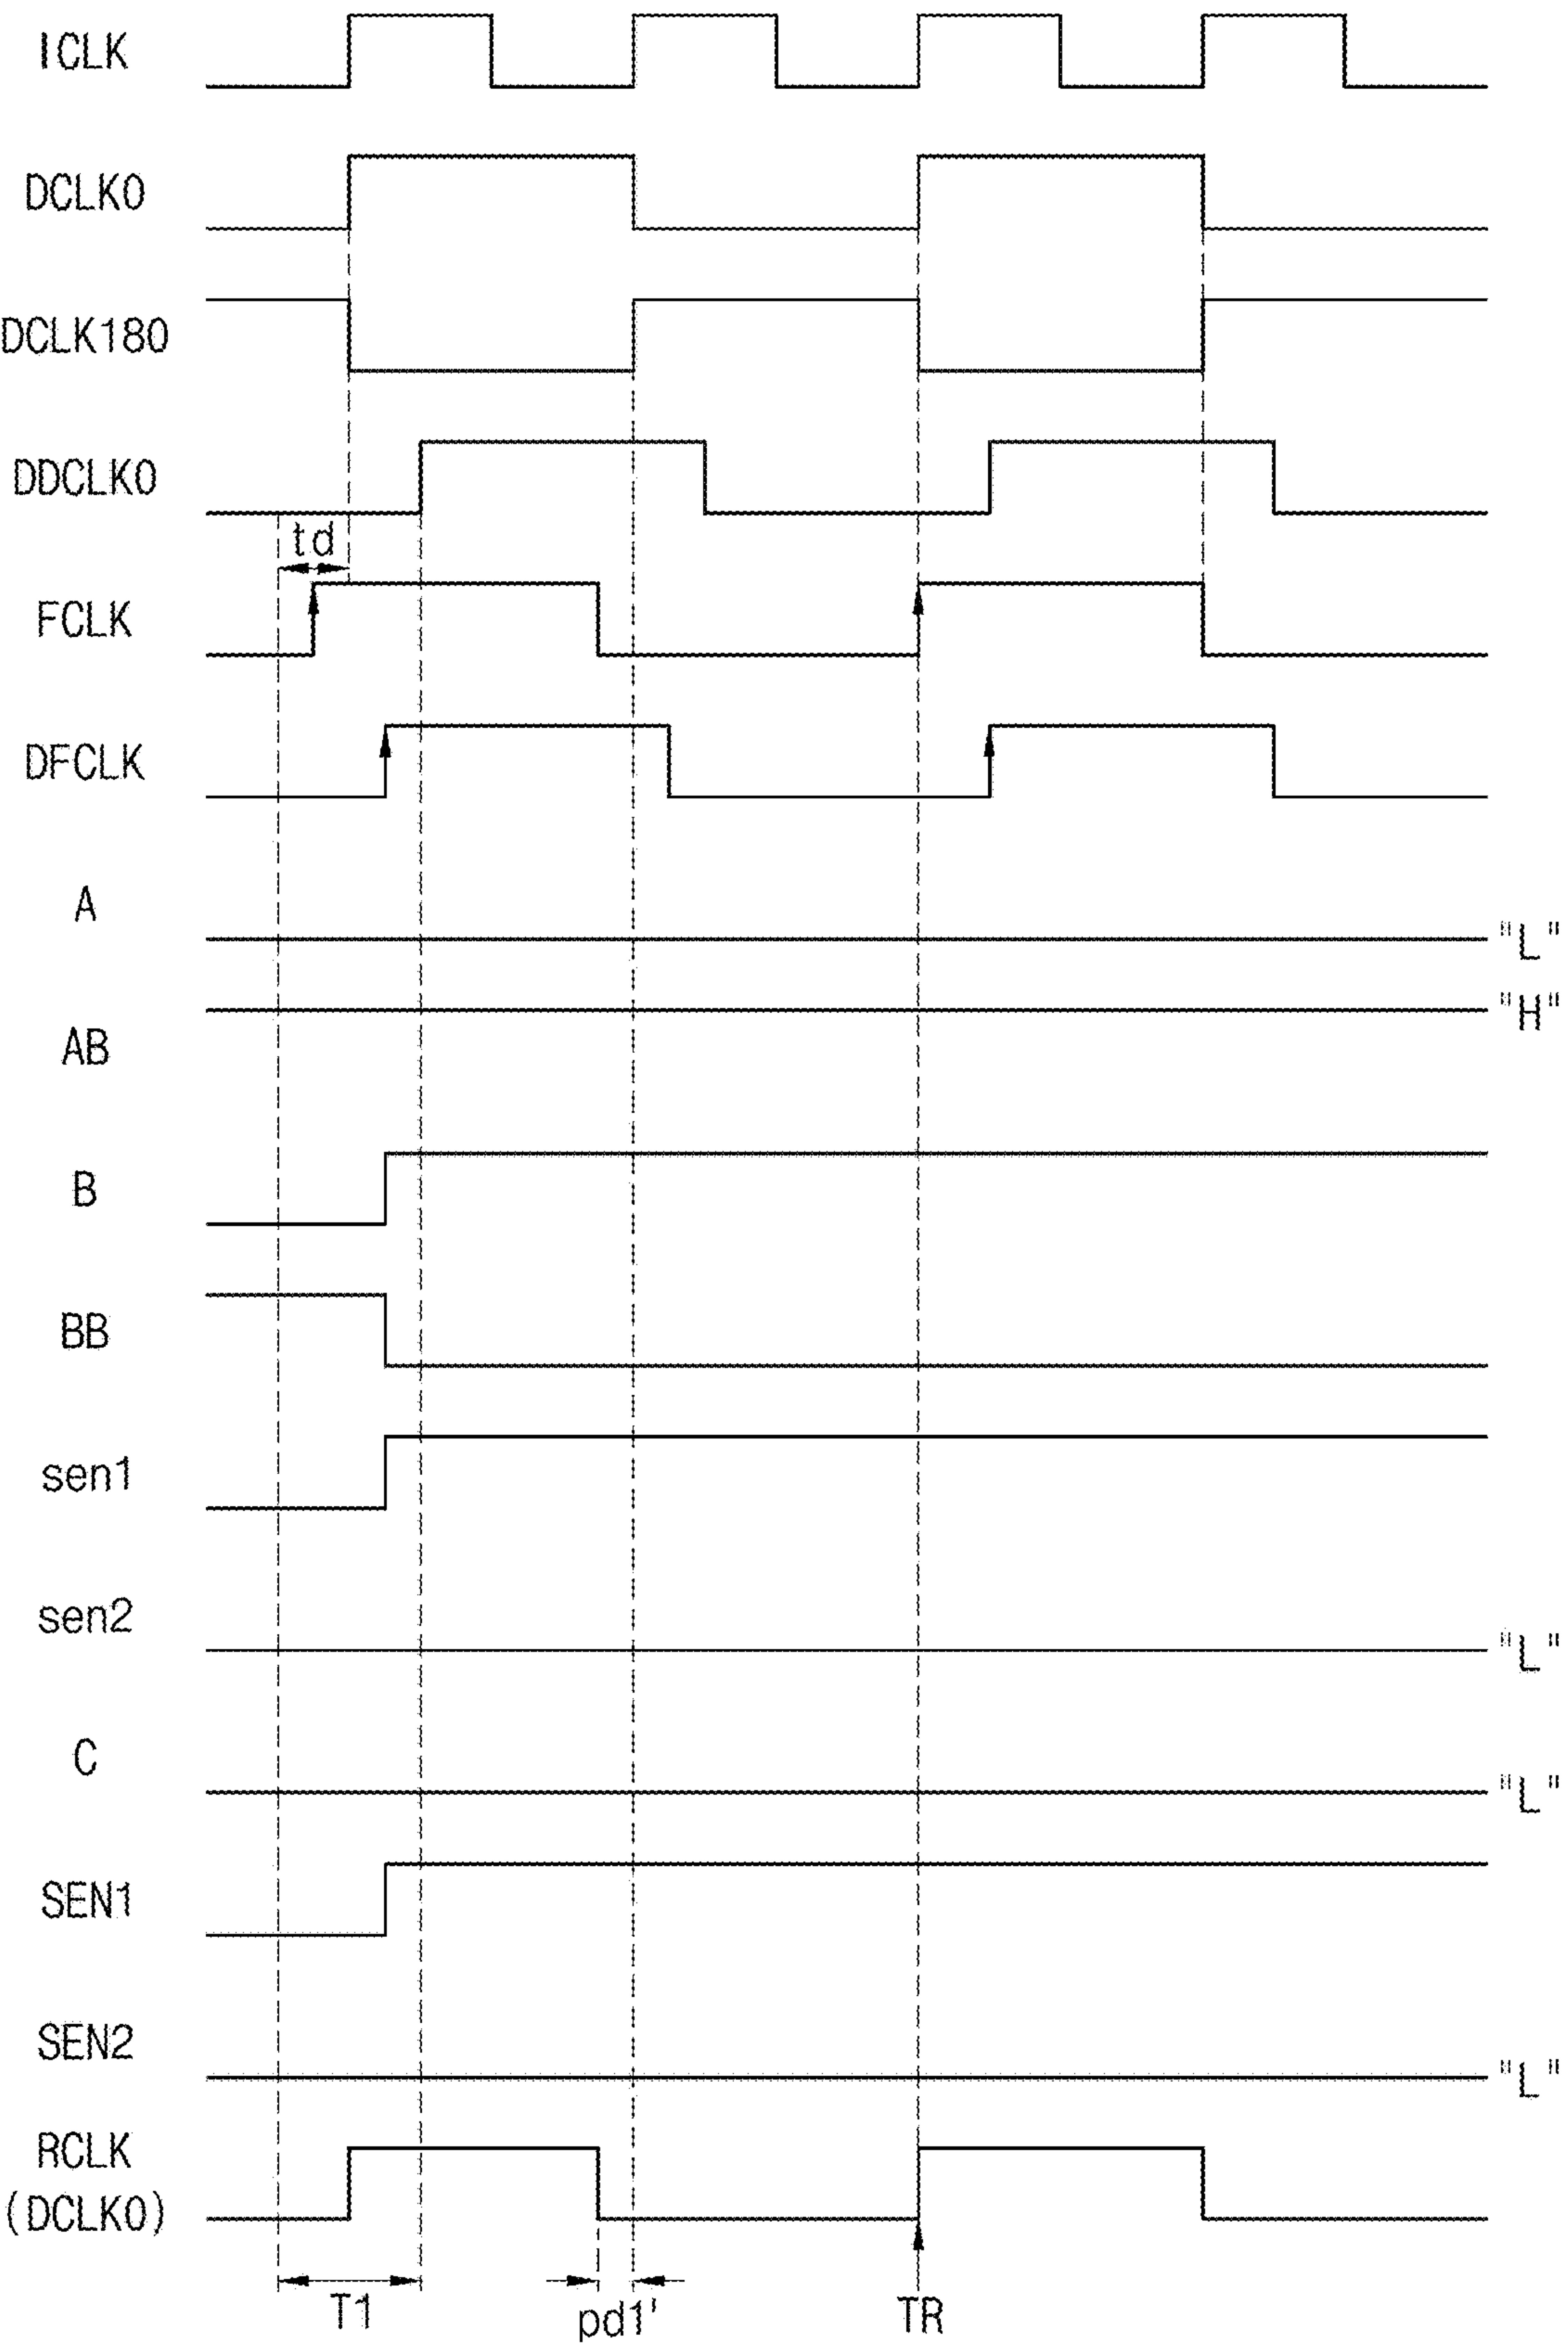 ICLK
DCLK0
DCLK180
DDCLK0
td
FCLK
DFCLK
A
"L"
AB
"H"
B
BB
sen1
sen2
"L"
C
"L"
SEN1
SEN2
"L"
RCLK
(DCLK0)
T1
pd1'
TR